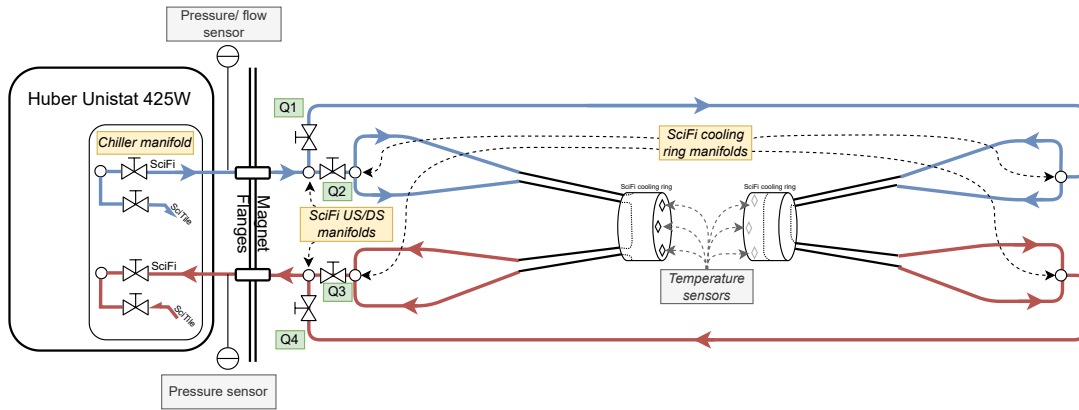 Pressure/ flow
sensor
Huber Unistat 425W
Chiller manifold
SciFi
SciTile
SciFi
SciTile
Magnet
Flanges
Pressure sensor
Q1
Q2
SciFi US/DS
manifolds
Q3
Q4
SciFi cooling
ring manifolds
SciFi cooling ring
SciFi cooling ring
Temperature
sensors